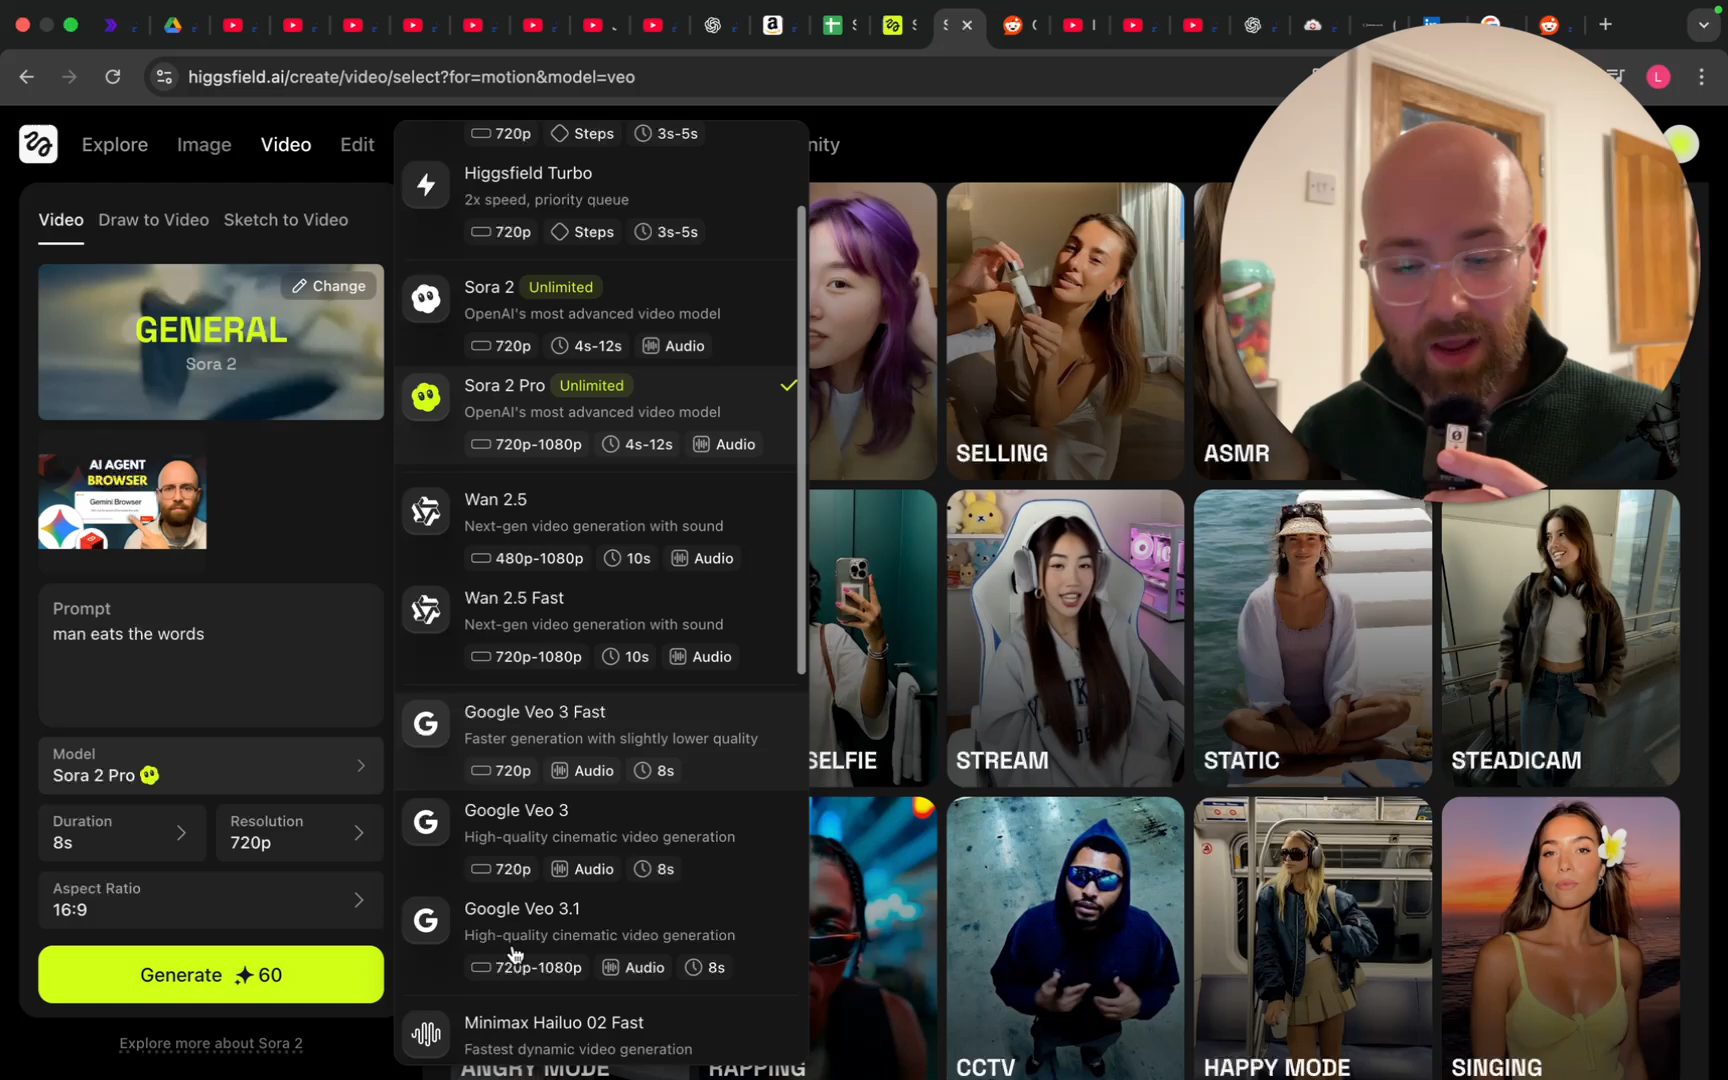 higgsfield.ai/create/video/select?for=motion&model=veo
L
Explore
Image
Video
Edit
nity
Video
Draw to Video
Sketch to Video
Change
GENERAL
Sora 2
AI AGENT
BROWSER
Gemini Browser
Prompt
man eats the words
Model
Sora 2 Pro
Duration
8s
Resolution
720p
Aspect Ratio
16:9
Generate 60
Explore more about Sora 2
720p Steps 3s-5s
Higgsfield Turbo
2x speed, priority queue
720p Steps 3s-5s
Sora 2 Unlimited
OpenAI's most advanced video model
720p 4s-12s Audio
Sora 2 Pro Unlimited
OpenAI's most advanced video model
720p-1080p 4s-12s Audio
Wan 2.5
Next-gen video generation with sound
480p-1080p 10s Audio
Wan 2.5 Fast
Next-gen video generation with sound
720p-1080p 10s Audio
Google Veo 3 Fast
Faster generation with slightly lower quality
720p Audio 8s
Google Veo 3
High-quality cinematic video generation
720p Audio 8s
Google Veo 3.1
High-quality cinematic video generation
720p-1080p Audio 8s
Minimax Hailuo 02 Fast
Fastest dynamic video generation
SELLING
ASMR
SELFIE
STREAM
STATIC
STEADICAM
ANGRY MODE
RAPPING
CCTV
HAPPY MODE
SINGING